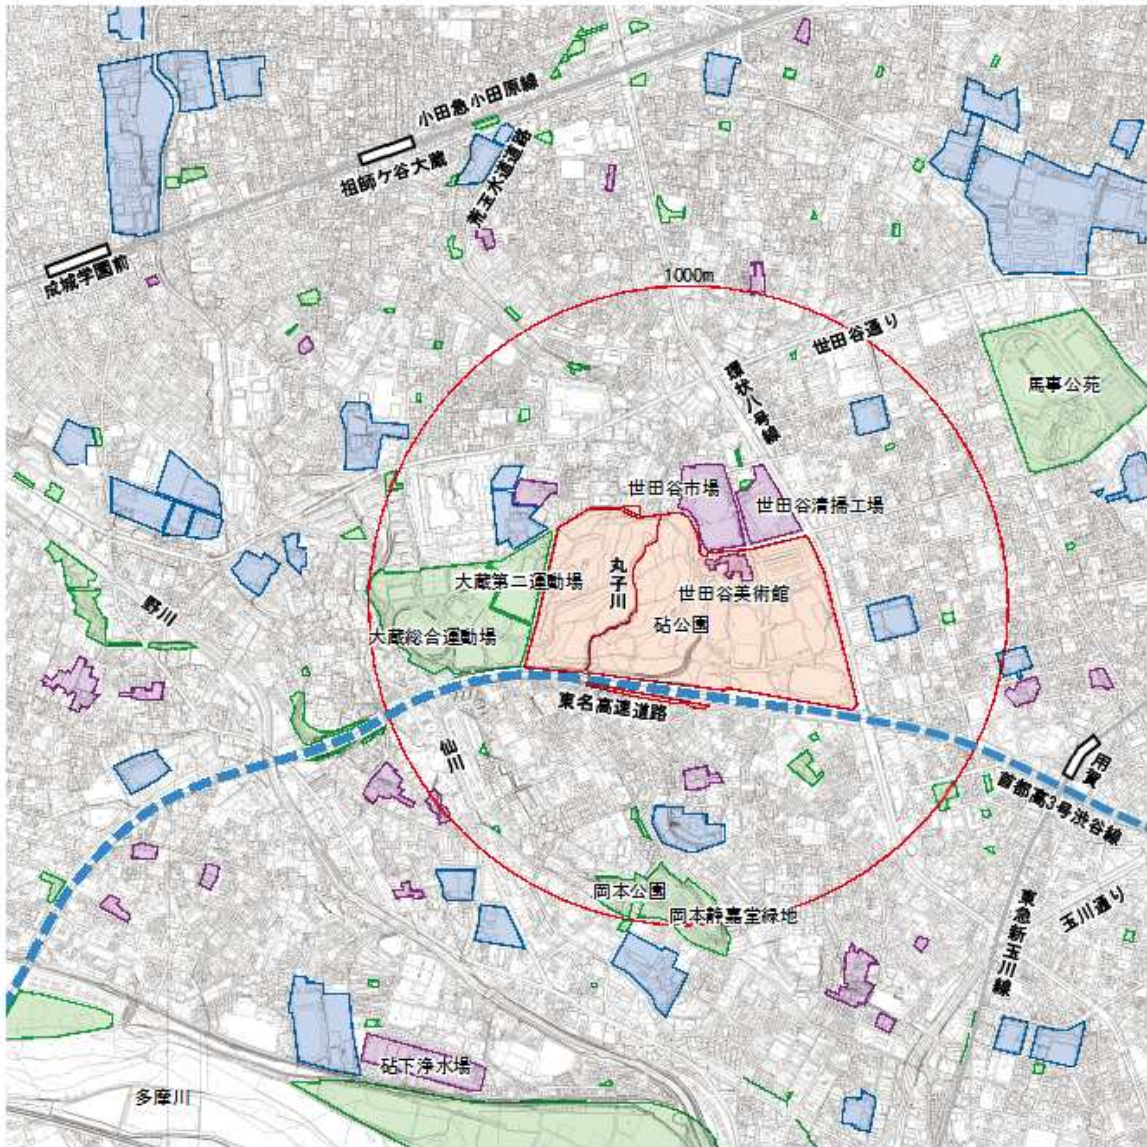 小田急小田原線
祖師ケ谷大蔵
荒玉水道道路
成城学園前
1000m
世田谷通り
環状八号線
馬事公苑
世田谷市場
世田谷清掃工場
大蔵第二運動場
丸子川
世田谷美術館
砧公園
大蔵総合運動場
野川
東名高速道路
仙川
用賀
首都高3号渋谷線
岡本公園
岡本静嘉堂緑地
東急新玉川線
玉川通り
砧下浄水場
多摩川